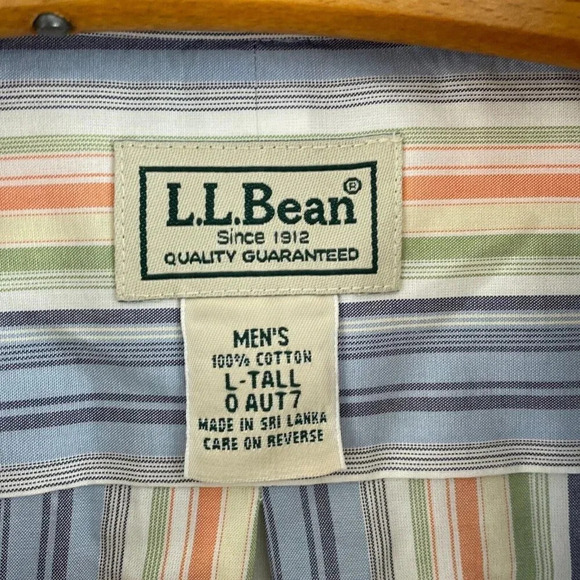 L.L.Bean®
Since 1912
QUALITY GUARANTEED
MEN'S
100% COTTON
L-TALL
0 AUT7
MADE IN SRI LANKA
CARE ON REVERSE